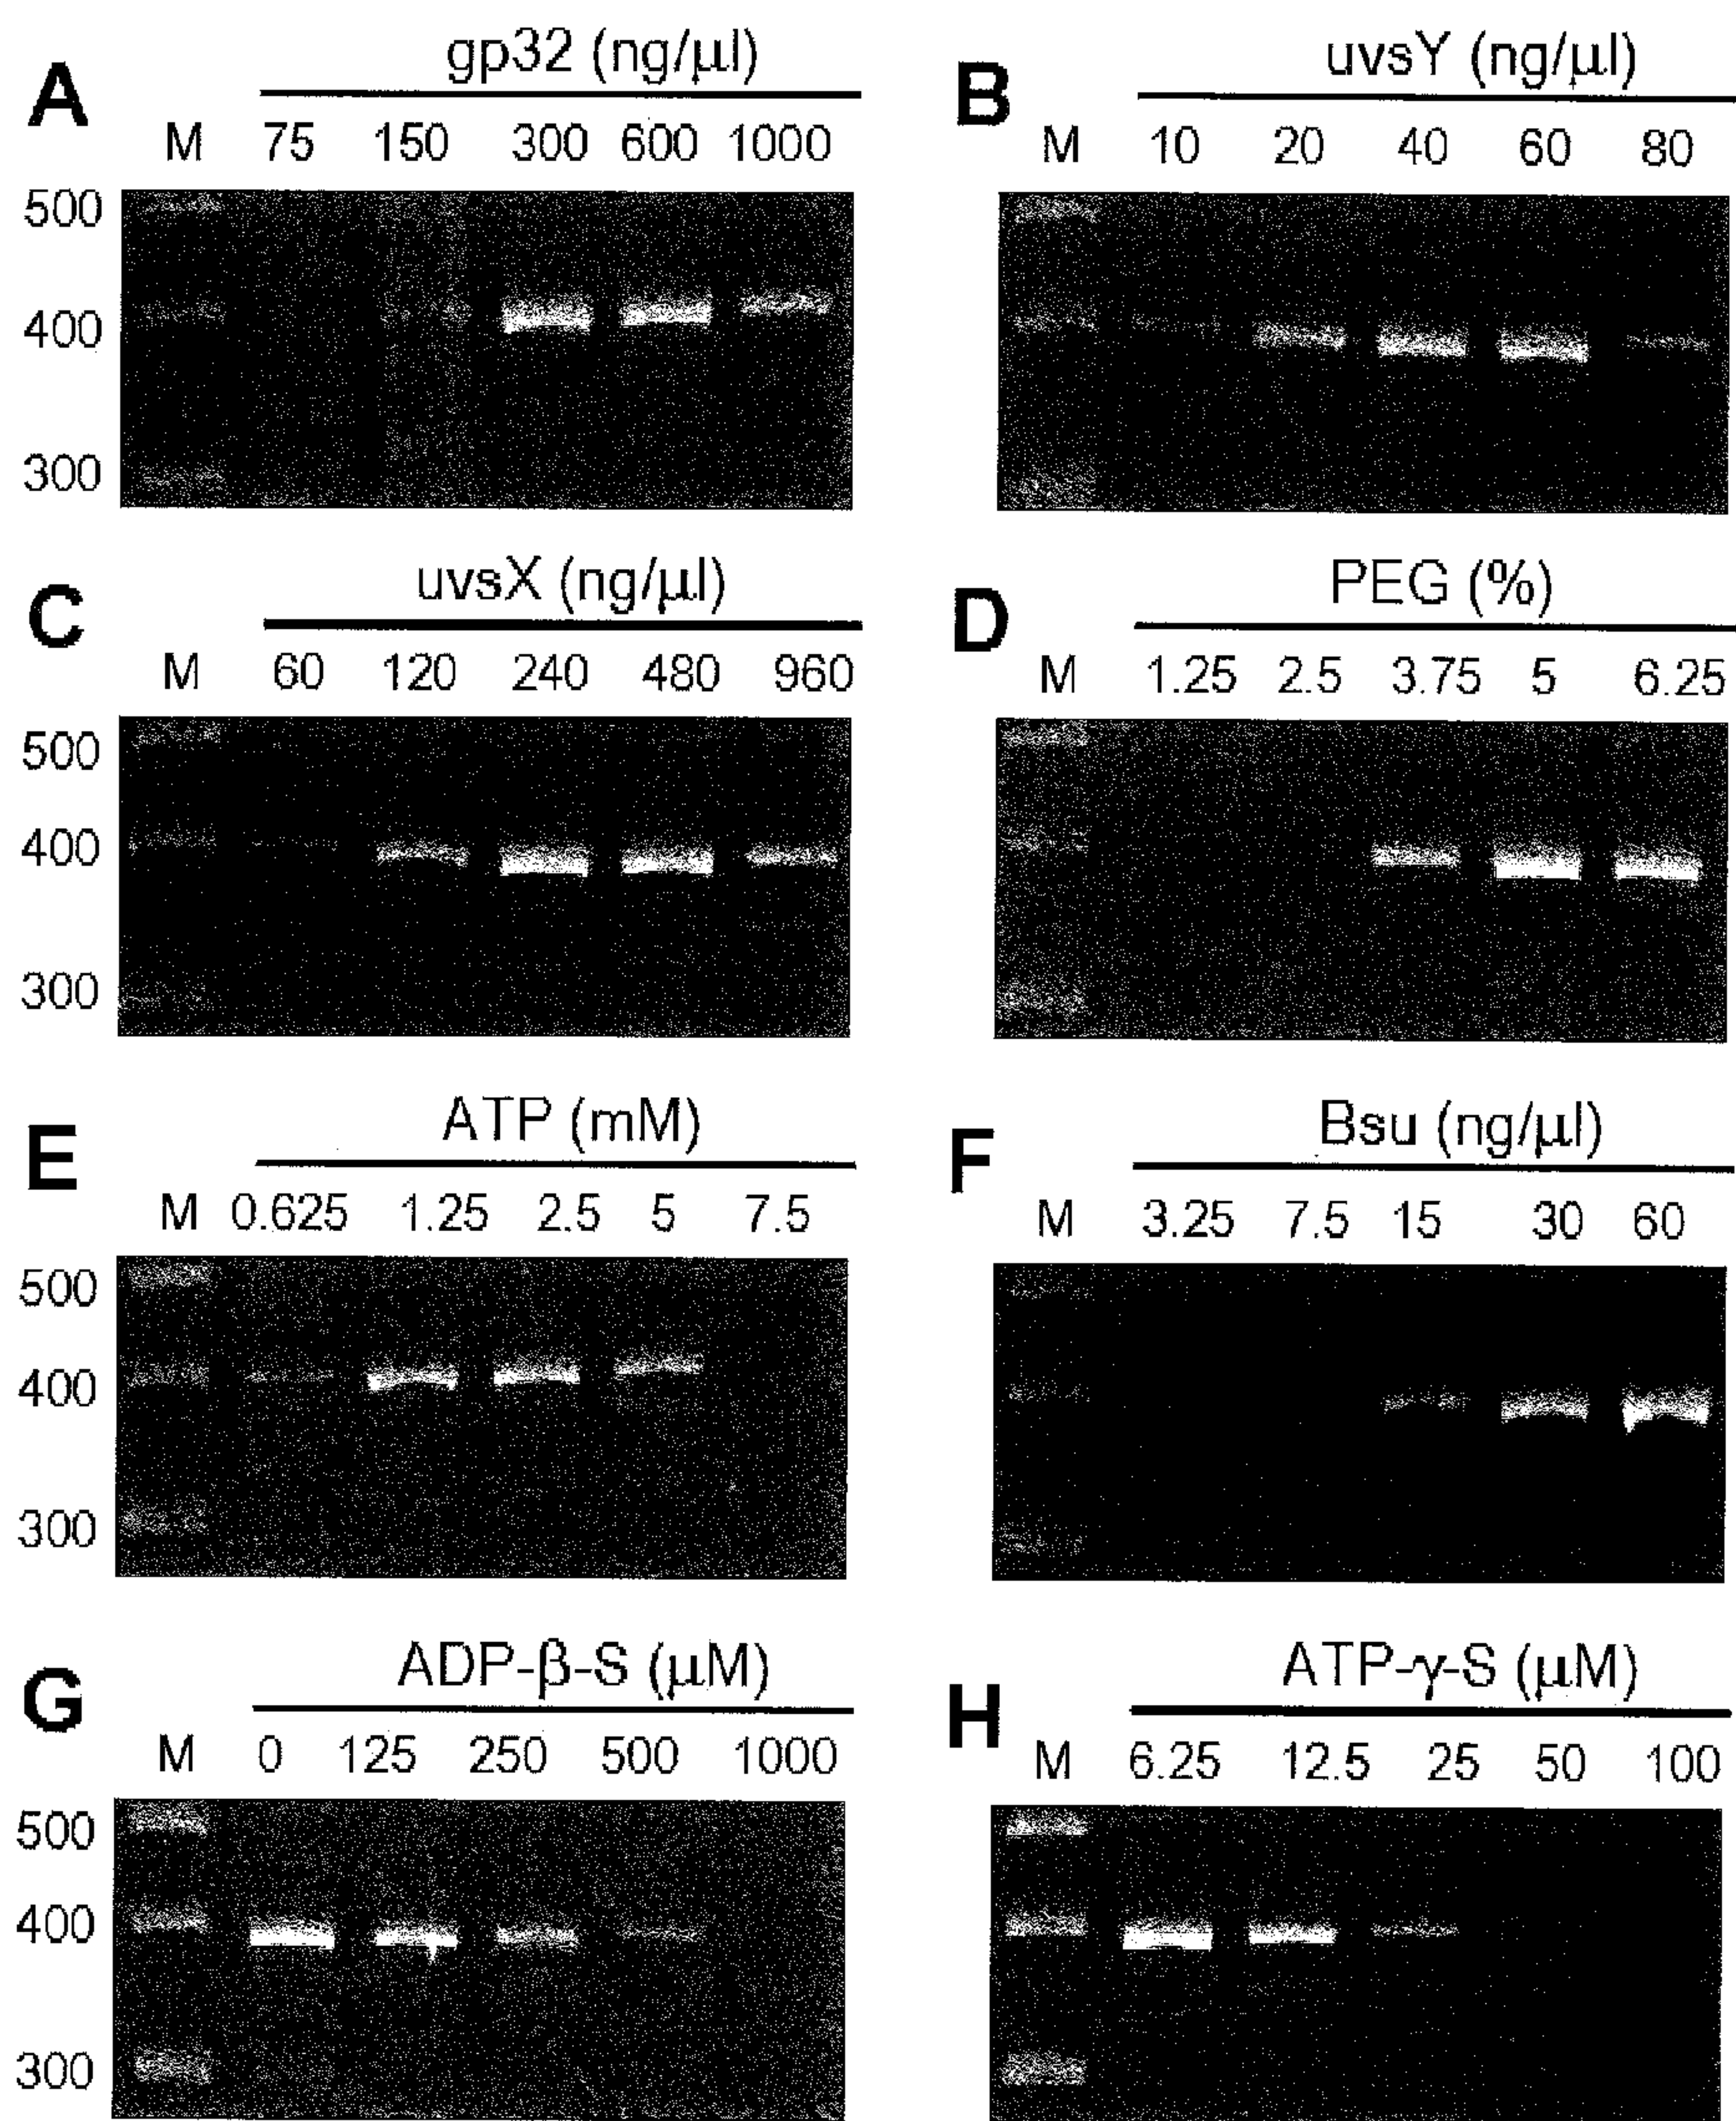 A
gp32 (ng/μl)
M 75 150 300 600 1000
500
400
300
B
uvsY (ng/μl)
M 10 20 40 60 80
C
uvsX (ng/μl)
M 60 120 240 480 960
500
400
300
D
PEG (%)
M 1.25 2.5 3.75 5 6.25
E
ATP (mM)
M 0.625 1.25 2.5 5 7.5
500
400
300
F
Bsu (ng/μl)
M 3.25 7.5 15 30 60
G
ADP-β-S (μM)
M 0 125 250 500 1000
500
400
300
H
ATP-γ-S (μM)
M 6.25 12.5 25 50 100